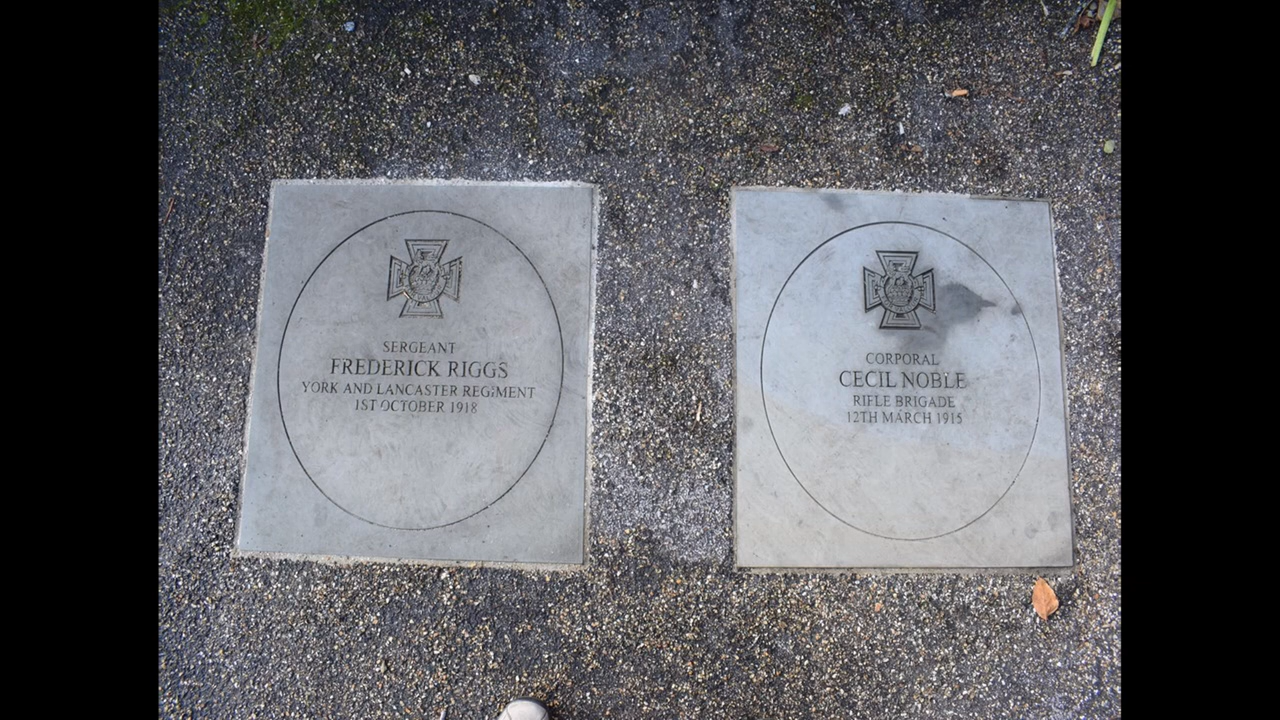 SERGEANT
FREDERICK RIGGS
YORK AND LANCASTER REGIMENT
1ST OCTOBER 1918
CORPORAL
CECIL NOBLE
RIFLE BRIGADE
12TH MARCH 1915